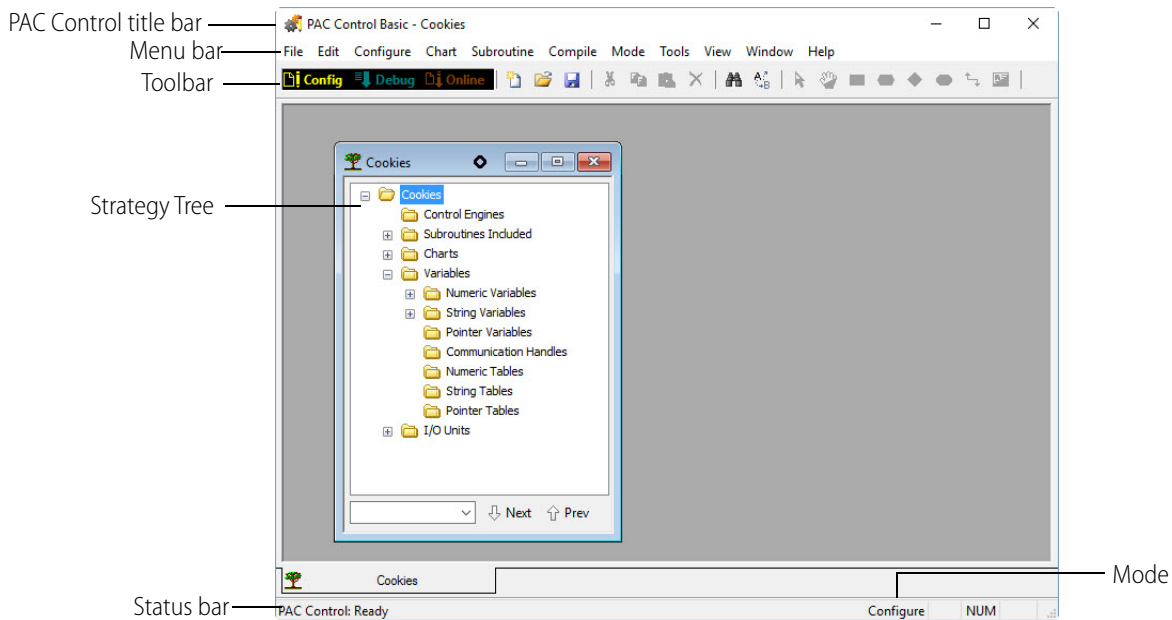 PAC Control title bar
PAC Control Basic - Cookies
Menu bar
File Edit Configure Chart Subroutine Compile Mode Tools View Window Help
Toolbar
Config Debug Online
Cookies
Strategy Tree
Cookies
Control Engines
Subroutines Included
Charts
Variables
Numeric Variables
String Variables
Pointer Variables
Communication Handles
Numeric Tables
String Tables
Pointer Tables
I/O Units
Next Prev
Cookies
Mode
Status bar
PAC Control: Ready Configure NUM